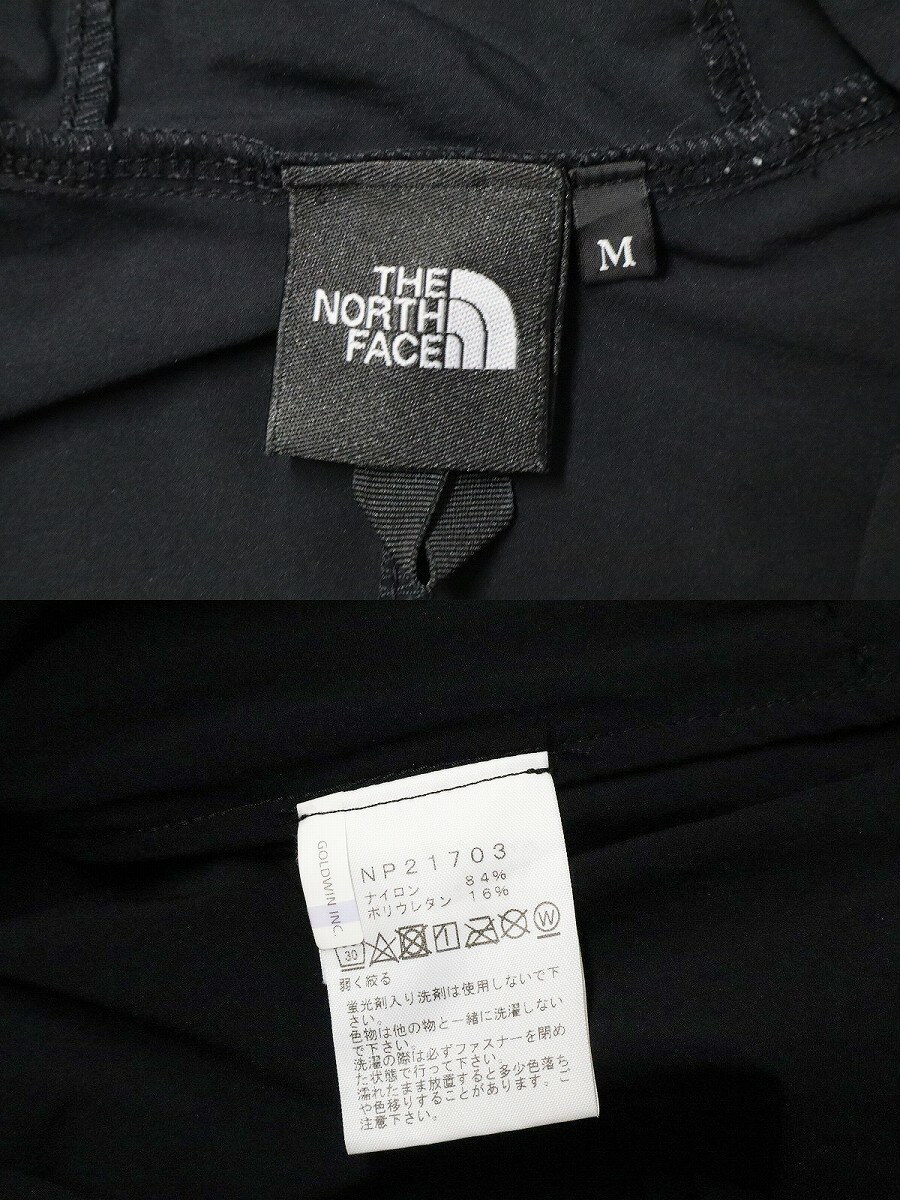 THE
NORTH
FACE
M
GOLDWIN INC
NP21703
ナイロン 84%
ポリウレタン 16%
30
W
弱く絞る
蛍光剤入り洗剤は使用しないで下
さい。
色物は他の物と一緒に洗濯しない
で下さい。
洗濯の際は必ずファスナーを閉め
た状態で行って下さい。
濡れたまま放置すると多少色落ち
や色移りすることがあります。ご
注意下さい。